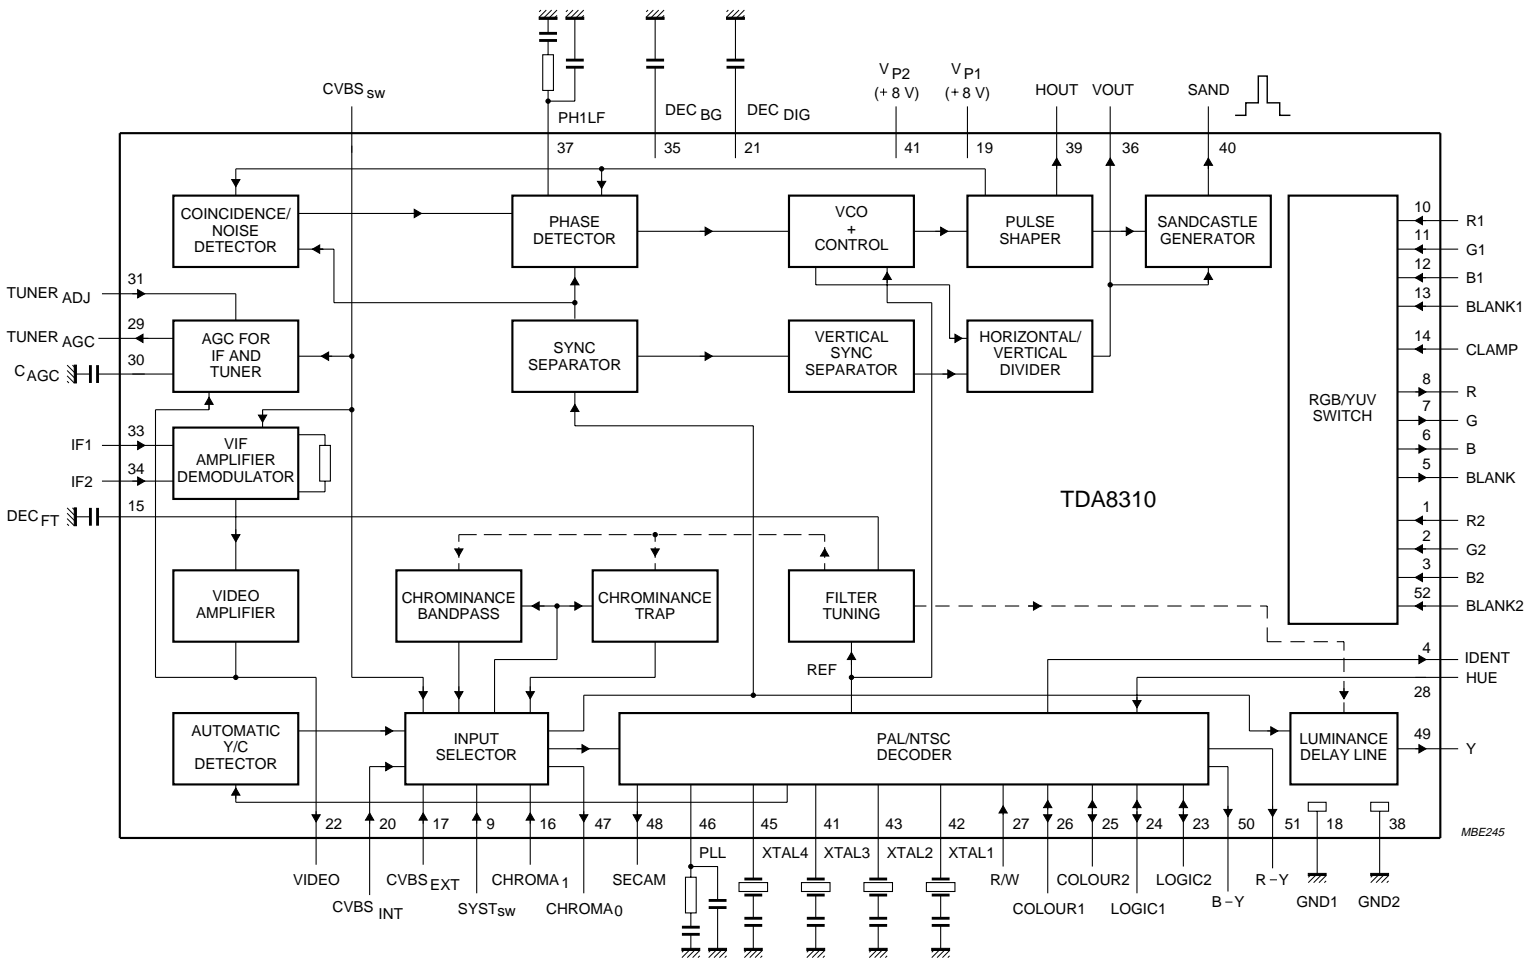 CVBS SW
PH1LF
DEC BG
DEC DIG
V P2
(+ 8 V)
V P1
(+ 8 V)
HOUT
VOUT
SAND
37
35
21
41
19
39
36
40
COINCIDENCE/
NOISE
DETECTOR
PHASE
DETECTOR
VCO
+
CONTROL
PULSE
SHAPER
SANDCASTLE
GENERATOR
10
R1
11
G1
12
B1
13
BLANK1
31
TUNER ADJ
29
TUNER AGC
30
C AGC
AGC FOR
IF AND
TUNER
SYNC
SEPARATOR
VERTICAL
SYNC
SEPARATOR
HORIZONTAL/
VERTICAL
DIVIDER
14
CLAMP
RGB/YUV
SWITCH
8
R
7
G
6
B
5
BLANK
33
IF1
34
IF2
VIF
AMPLIFIER
DEMODULATOR
15
DEC FT
TDA8310
1
R2
2
G2
3
B2
52
BLANK2
VIDEO
AMPLIFIER
CHROMINANCE
BANDPASS
CHROMINANCE
TRAP
FILTER
TUNING
REF
4
IDENT
HUE
28
AUTOMATIC
Y/C
DETECTOR
INPUT
SELECTOR
PAL/NTSC
DECODER
LUMINANCE
DELAY LINE
49
Y
22
20
17
9
16
47
48
46
45
41
43
42
27
26
25
24
23
50
51
18
38
MBE245
VIDEO
CVBS INT
CVBS EXT
SYST SW
CHROMA 1
CHROMA 0
SECAM
PLL
XTAL4
XTAL3
XTAL2
XTAL1
R/W
COLOUR1
COLOUR2
LOGIC1
LOGIC2
B – Y
R – Y
GND1
GND2